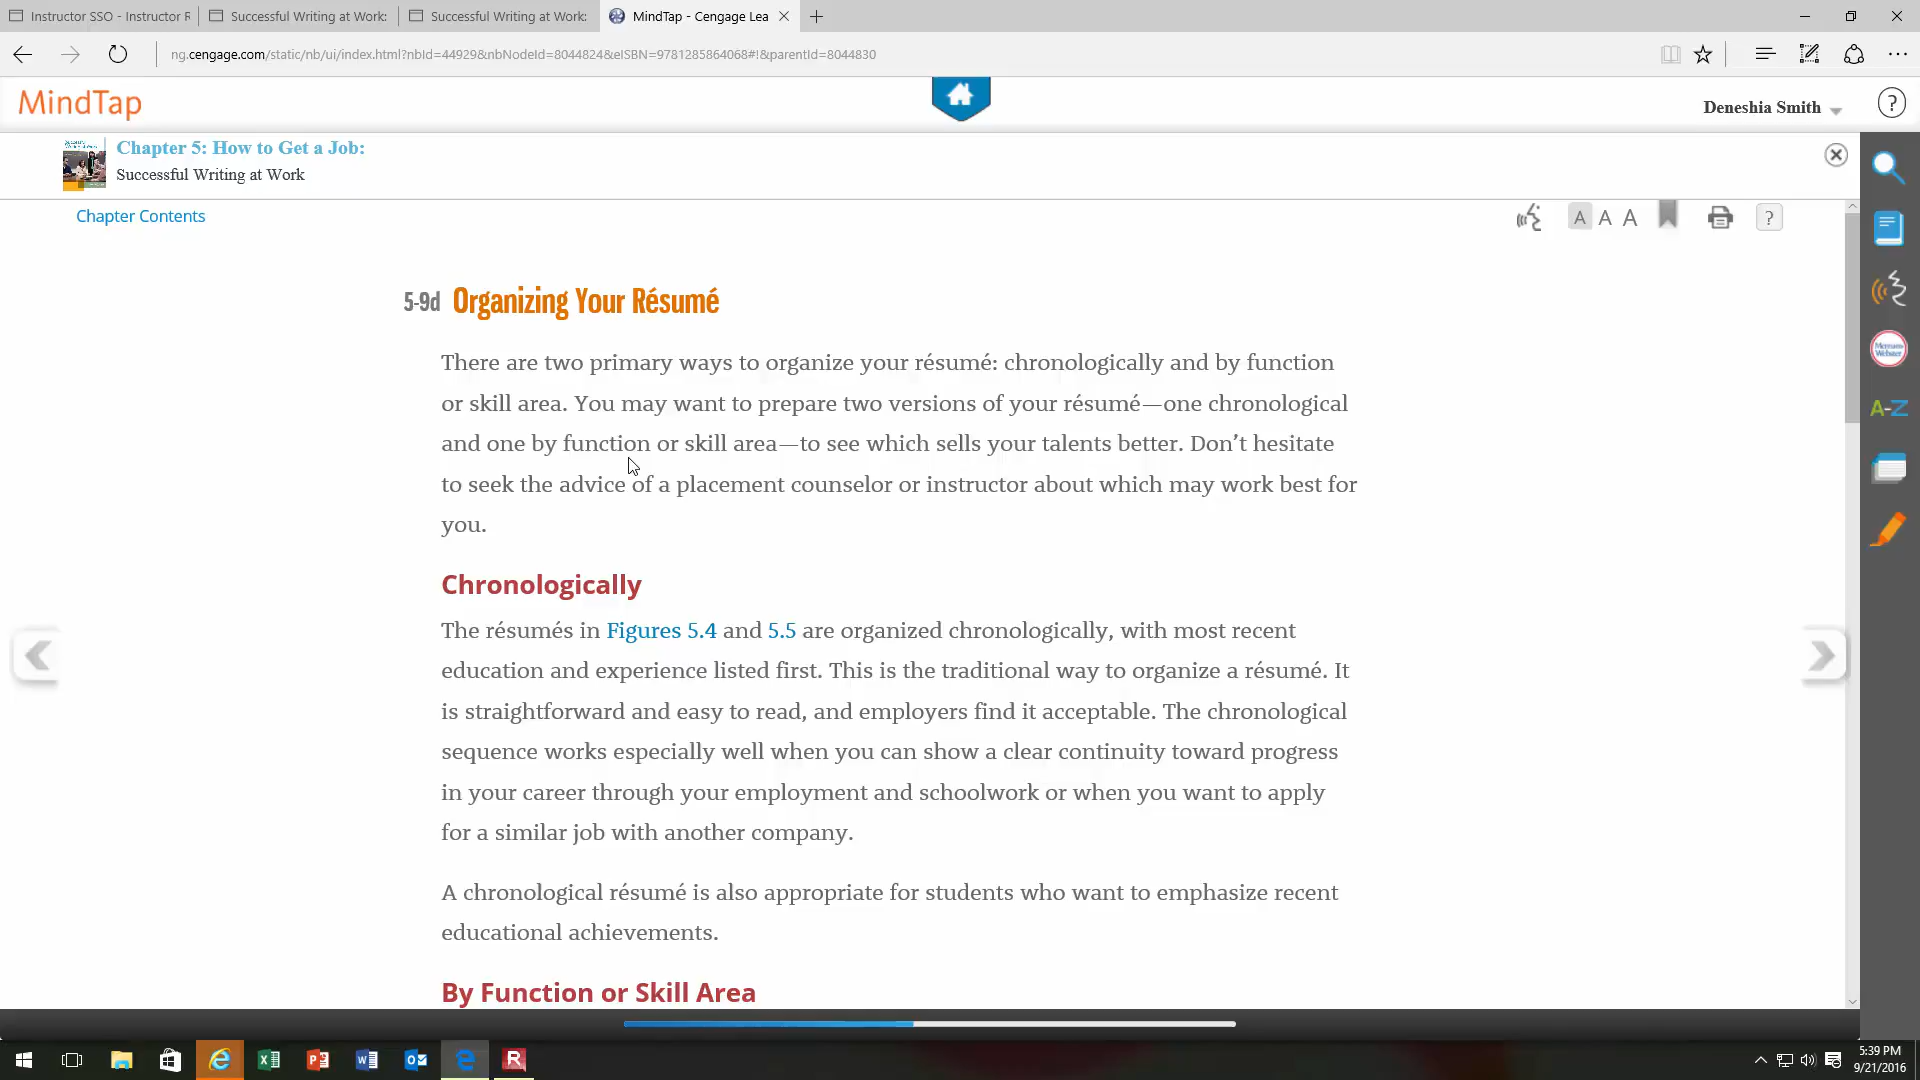 Instructor SSO - Instructor R
Successful Writing at Work:
Successful Writing at Work:
MindTap - Cengage Lea
ng.cengage.com/static/nb/ui/index.html?nbId=44929&nbNodeId=8044824&eISBN=9781285864068#!&parentId=8044830
MindTap
Deneshia Smith
?
Chapter 5: How to Get a Job:
Successful Writing at Work
Chapter Contents
A A A
?
5-9d Organizing Your Résumé
There are two primary ways to organize your résumé: chronologically and by function
or skill area. You may want to prepare two versions of your résumé—one chronological
and one by function or skill area—to see which sells your talents better. Don’t hesitate
to seek the advice of a placement counselor or instructor about which may work best for
you.
Chronologically
The résumés in Figures 5.4 and 5.5 are organized chronologically, with most recent
education and experience listed first. This is the traditional way to organize a résumé. It
is straightforward and easy to read, and employers find it acceptable. The chronological
sequence works especially well when you can show a clear continuity toward progress
in your career through your employment and schoolwork or when you want to apply
for a similar job with another company.
A chronological résumé is also appropriate for students who want to emphasize recent
educational achievements.
By Function or Skill Area
Merriam
Webster
A-Z
5:39 PM
9/21/2016